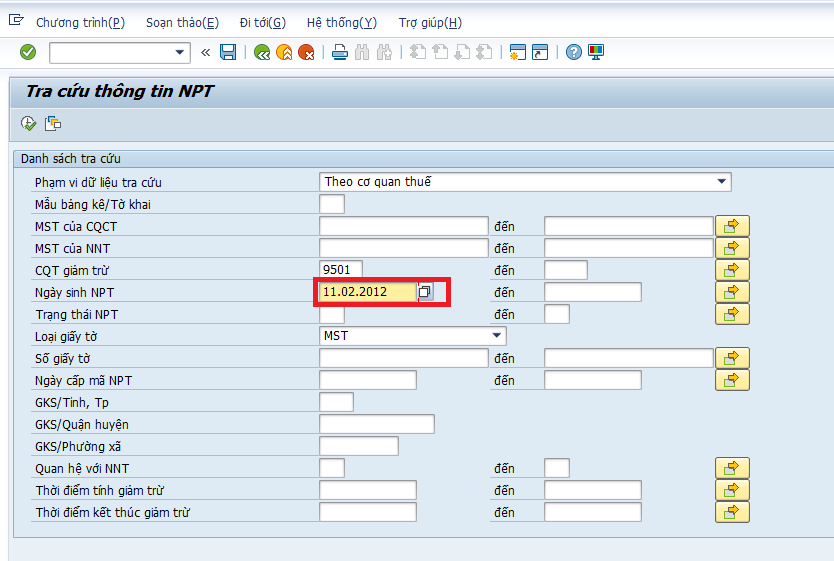 Chương trình(P) Soạn thảo(E) Đi tới(G) Hệ thống(Y) Trợ giúp(H)
Tra cứu thông tin NPT
Danh sách tra cứu
Phạm vi dữ liệu tra cứu Theo cơ quan thuế
Mẫu bảng kê/Tờ khai
MST của CQCT đến
MST của NNT đến
CQT giảm trừ 9501 đến
Ngày sinh NPT 11.02.2012 đến
Trạng thái NPT đến
Loại giấy tờ MST
Số giấy tờ đến
Ngày cấp mã NPT đến
GKS/Tỉnh, Tp
GKS/Quận huyện
GKS/Phường xã
Quan hệ với NNT đến
Thời điểm tính giảm trừ đến
Thời điểm kết thúc giảm trừ đến